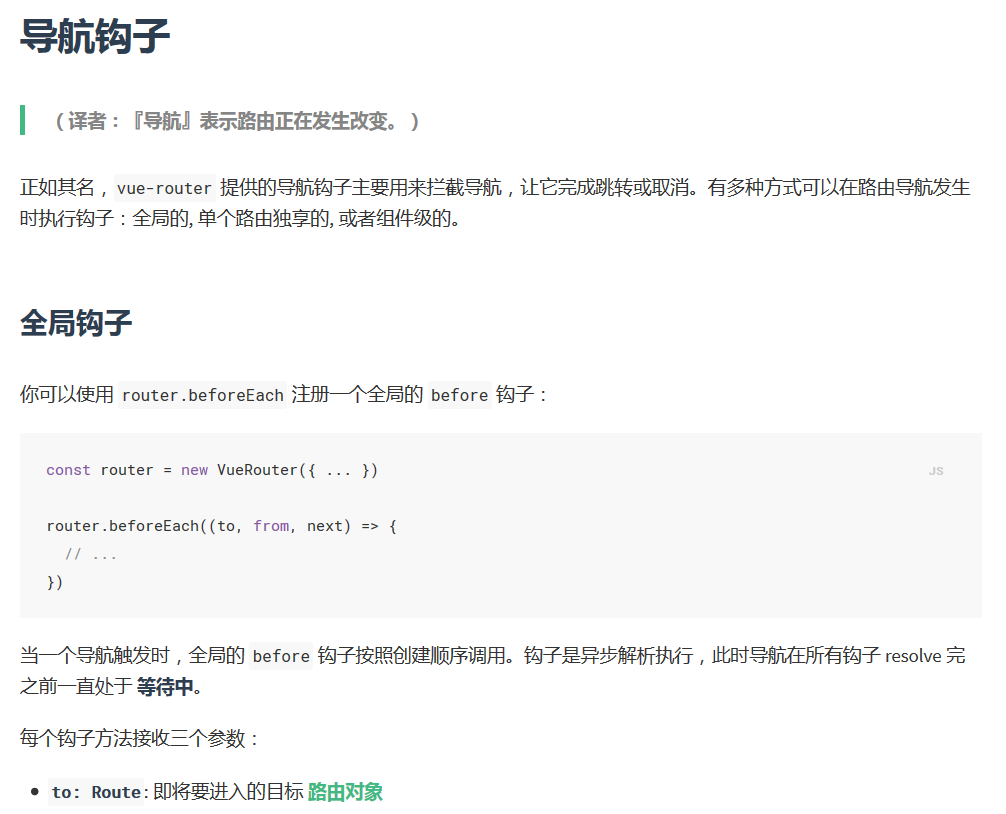 导航钩子
（译者：『导航』表示路由正在发生改变。）
正如其名，vue-router 提供的导航钩子主要用来拦截导航，让它完成跳转或取消。有多种方式可以在路由导航发生
时执行钩子：全局的, 单个路由独享的, 或者组件级的。
全局钩子
你可以使用 router.beforeEach 注册一个全局的 before 钩子：
const router = new VueRouter({ ... })
JS
router.beforeEach((to, from, next) => {
// ...
})
当一个导航触发时，全局的 before 钩子按照创建顺序调用。钩子是异步解析执行，此时导航在所有钩子 resolve 完
之前一直处于 等待中。
每个钩子方法接收三个参数：
to: Route: 即将要进入的目标 路由对象